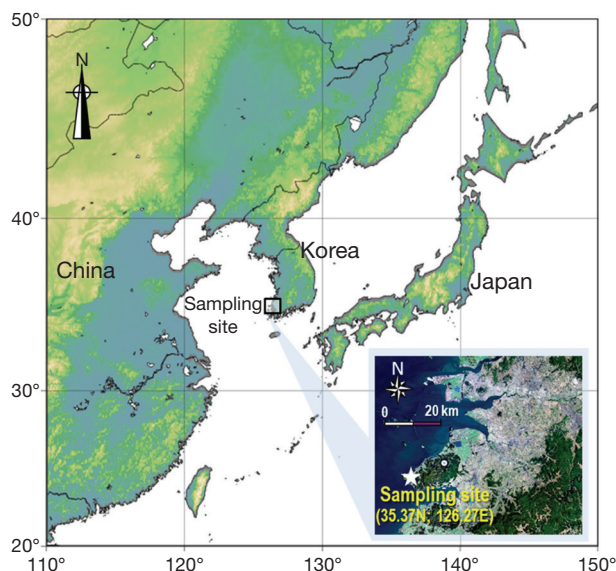 50°
N
40°
China
Korea
Japan
Sampling
site
30°
N
0
20 km
Sampling site
(35.37N; 126.27E)
20°
110°
120°
130°
140°
150°